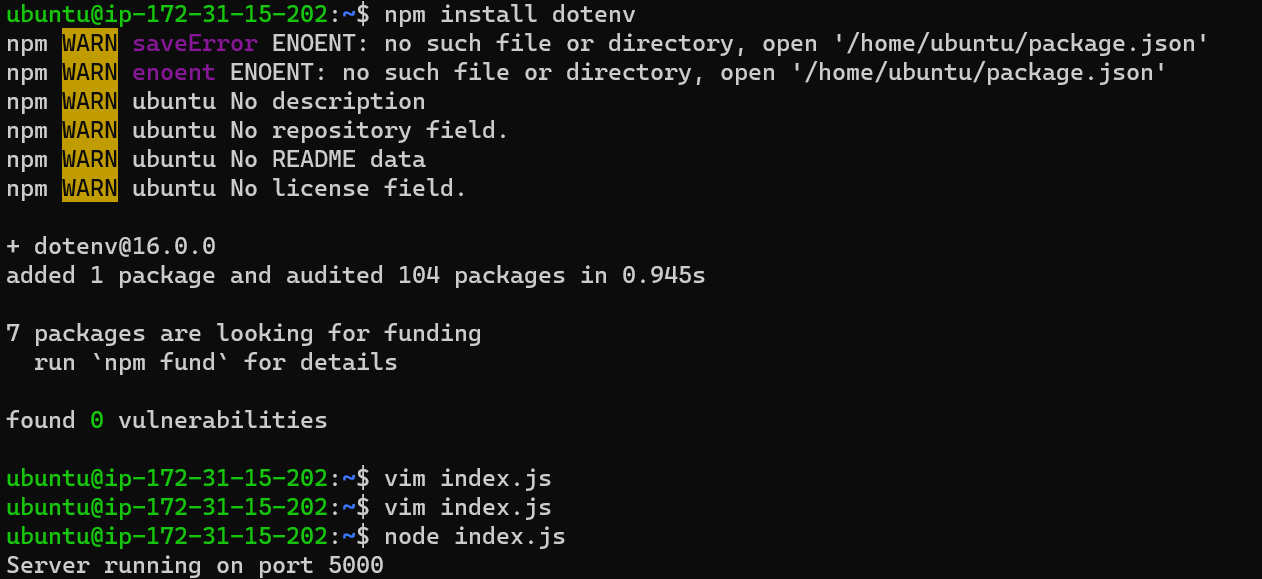 ubuntu@ip-172-31-15-202:~$ npm install dotenv
npm WARN saveError ENOENT: no such file or directory, open '/home/ubuntu/package.json'
npm WARN enoent ENOENT: no such file or directory, open '/home/ubuntu/package.json'
npm WARN ubuntu No description
npm WARN ubuntu No repository field.
npm WARN ubuntu No README data
npm WARN ubuntu No license field.
+ dotenv@16.0.0
added 1 package and audited 104 packages in 0.945s
7 packages are looking for funding
  run `npm fund` for details
found 0 vulnerabilities
ubuntu@ip-172-31-15-202:~$ vim index.js
ubuntu@ip-172-31-15-202:~$ vim index.js
ubuntu@ip-172-31-15-202:~$ node index.js
Server running on port 5000